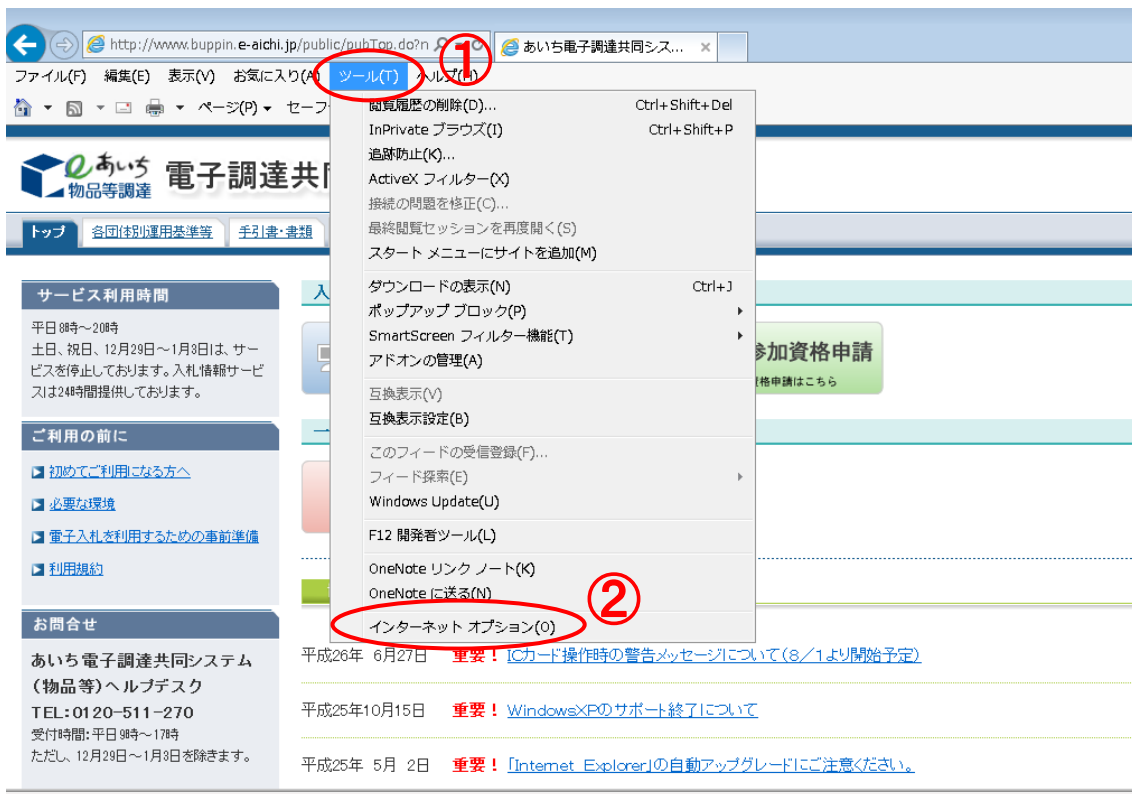 http://www.buppin.e-aichi.jp/public/pubTop.do?n
あいち電子調達共同シス...
①
ファイル(F) 編集(E) 表示(V) お気に入り(A) ツール(T) ヘルプ(H)
ページ(P) セーフ
閲覧履歴の削除(D)... Ctrl+Shift+Del
InPrivate ブラウズ(I) Ctrl+Shift+P
追跡防止(K)...
ActiveX フィルター(X)
接続の問題を修正(C)...
最終閲覧セッションを再度開く(S)
スタート メニューにサイトを追加(M)
ダウンロードの表示(N) Ctrl+J
ポップアップ ブロック(P)
SmartScreen フィルター機能(T)
アドオンの管理(A)
互換表示(V)
互換表示設定(B)
このフィードの受信登録(F)...
フィード探索(E)
Windows Update(U)
F12 開発者ツール(L)
OneNote リンク ノート(K)
OneNote に送る(N)
②
インターネット オプション(O)
あいち
物品等調達
電子調達共同
トップ 各団体別運用基準等 手引書・書類
サービス利用時間
平日8時～20時
土日、祝日、12月29日～1月3日は、サー
ビスを停止しております。入札情報サービ
スは24時間提供しております。
入
参加資格申請
資格申請はこちら
ご利用の前に
初めてご利用になる方へ
必要な環境
電子入札を利用するための事前準備
利用規約
お問合せ
あいち電子調達共同システム
(物品等)ヘルプデスク
TEL:0120-511-270
受付時間:平日9時～17時
ただし、12月29日～1月3日を除きます。
平成26年 6月27日 重要！ ICカード操作時の警告メッセージについて(8／1より開始予定)
平成25年10月15日 重要！ WindowsXPのサポート終了について
平成25年 5月 2日 重要！ 「Internet Explorer」の自動アップグレードにご注意ください。